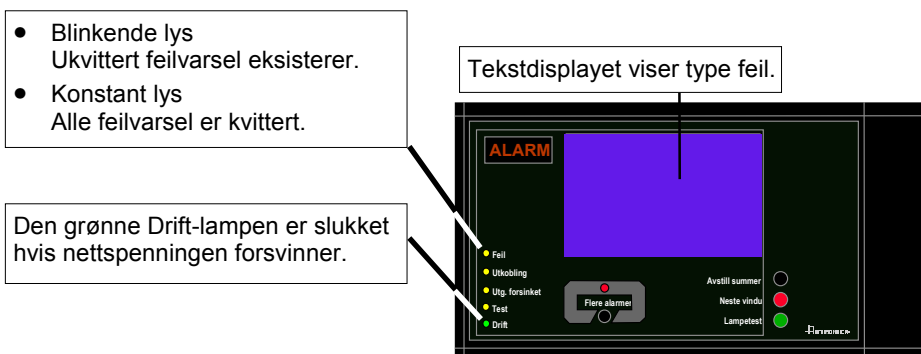 Blinkende lys
Ukvittert feilvarsel eksisterer.
Konstant lys
Alle feilvarsel er kvittert.
Den grønne Drift-lampen er slukket
hvis nettspenningen forsvinner.
Tekstdisplayet viser type feil.
ALARM
Feil
Utkobling
Utg. forsinket
Test
Drift
Flere alarmer
Avstill summer
Neste vindu
Lampetest